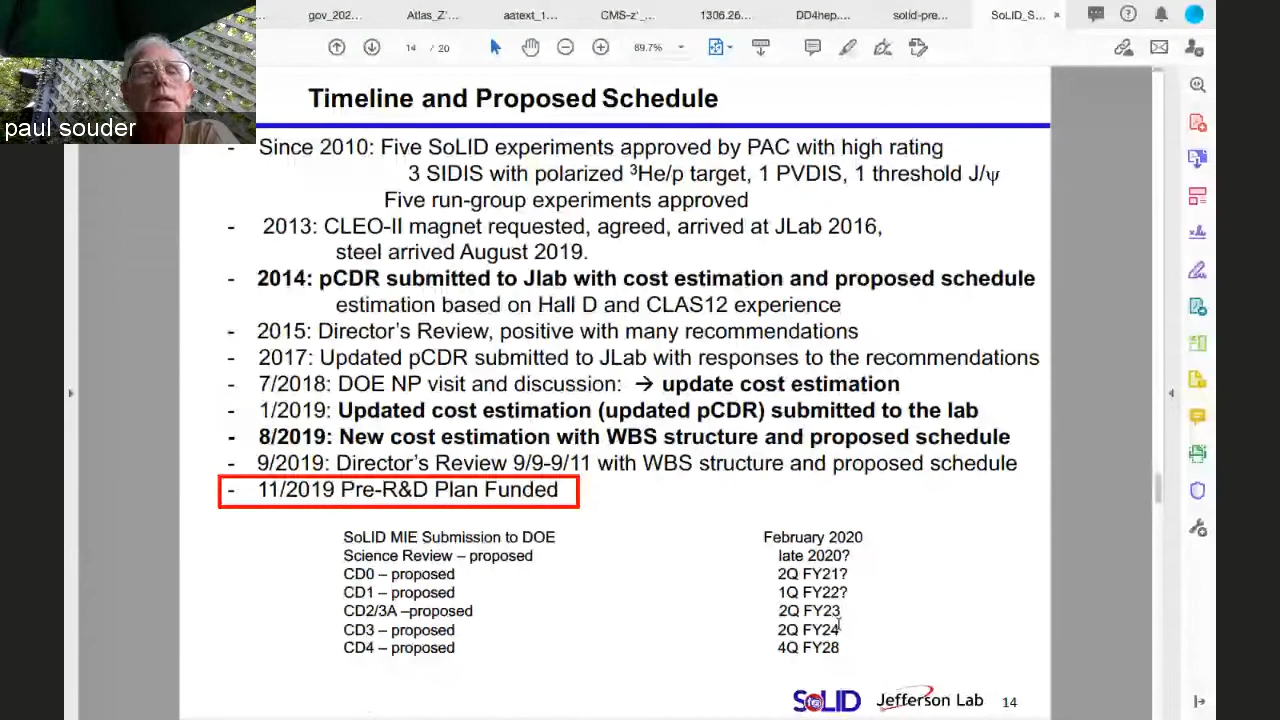 gov_202...
Atlas_Z'...
aatext_1...
CMS-z'_...
1306.26...
DD4hep....
solid-pre...
SoLID_S...
14 / 20
69.7%
paul souder
Timeline and Proposed Schedule
- Since 2010: Five SoLID experiments approved by PAC with high rating
3 SIDIS with polarized ³He/p target, 1 PVDIS, 1 threshold J/ψ
Five run-group experiments approved
- 2013: CLEO-II magnet requested, agreed, arrived at JLab 2016,
steel arrived August 2019.
- 2014: pCDR submitted to Jlab with cost estimation and proposed schedule
estimation based on Hall D and CLAS12 experience
- 2015: Director's Review, positive with many recommendations
- 2017: Updated pCDR submitted to JLab with responses to the recommendations
- 7/2018: DOE NP visit and discussion: → update cost estimation
- 1/2019: Updated cost estimation (updated pCDR) submitted to the lab
- 8/2019: New cost estimation with WBS structure and proposed schedule
- 9/2019: Director's Review 9/9-9/11 with WBS structure and proposed schedule
- 11/2019 Pre-R&D Plan Funded
SoLID MIE Submission to DOE February 2020
Science Review – proposed late 2020?
CD0 – proposed 2Q FY21?
CD1 – proposed 1Q FY22?
CD2/3A –proposed 2Q FY23
CD3 – proposed 2Q FY24
CD4 – proposed 4Q FY28
SoLID Jefferson Lab 14